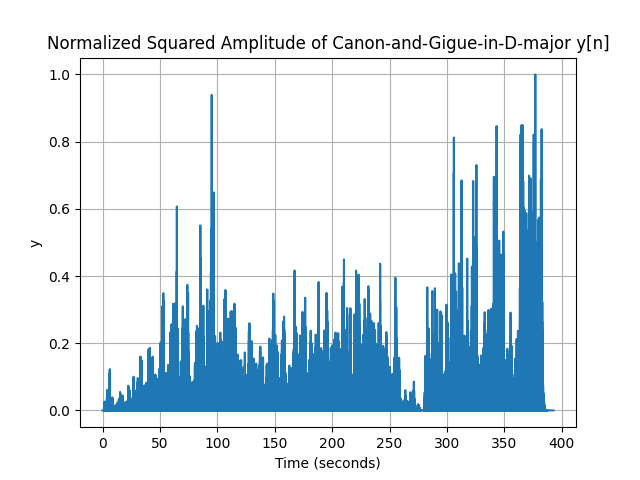 Normalized Squared Amplitude of Canon-and-Gigue-in-D-major y[n]
1.0
0.8
0.6
0.4
0.2
0.0
y
0 50 100 150 200 250 300 350 400
Time (seconds)